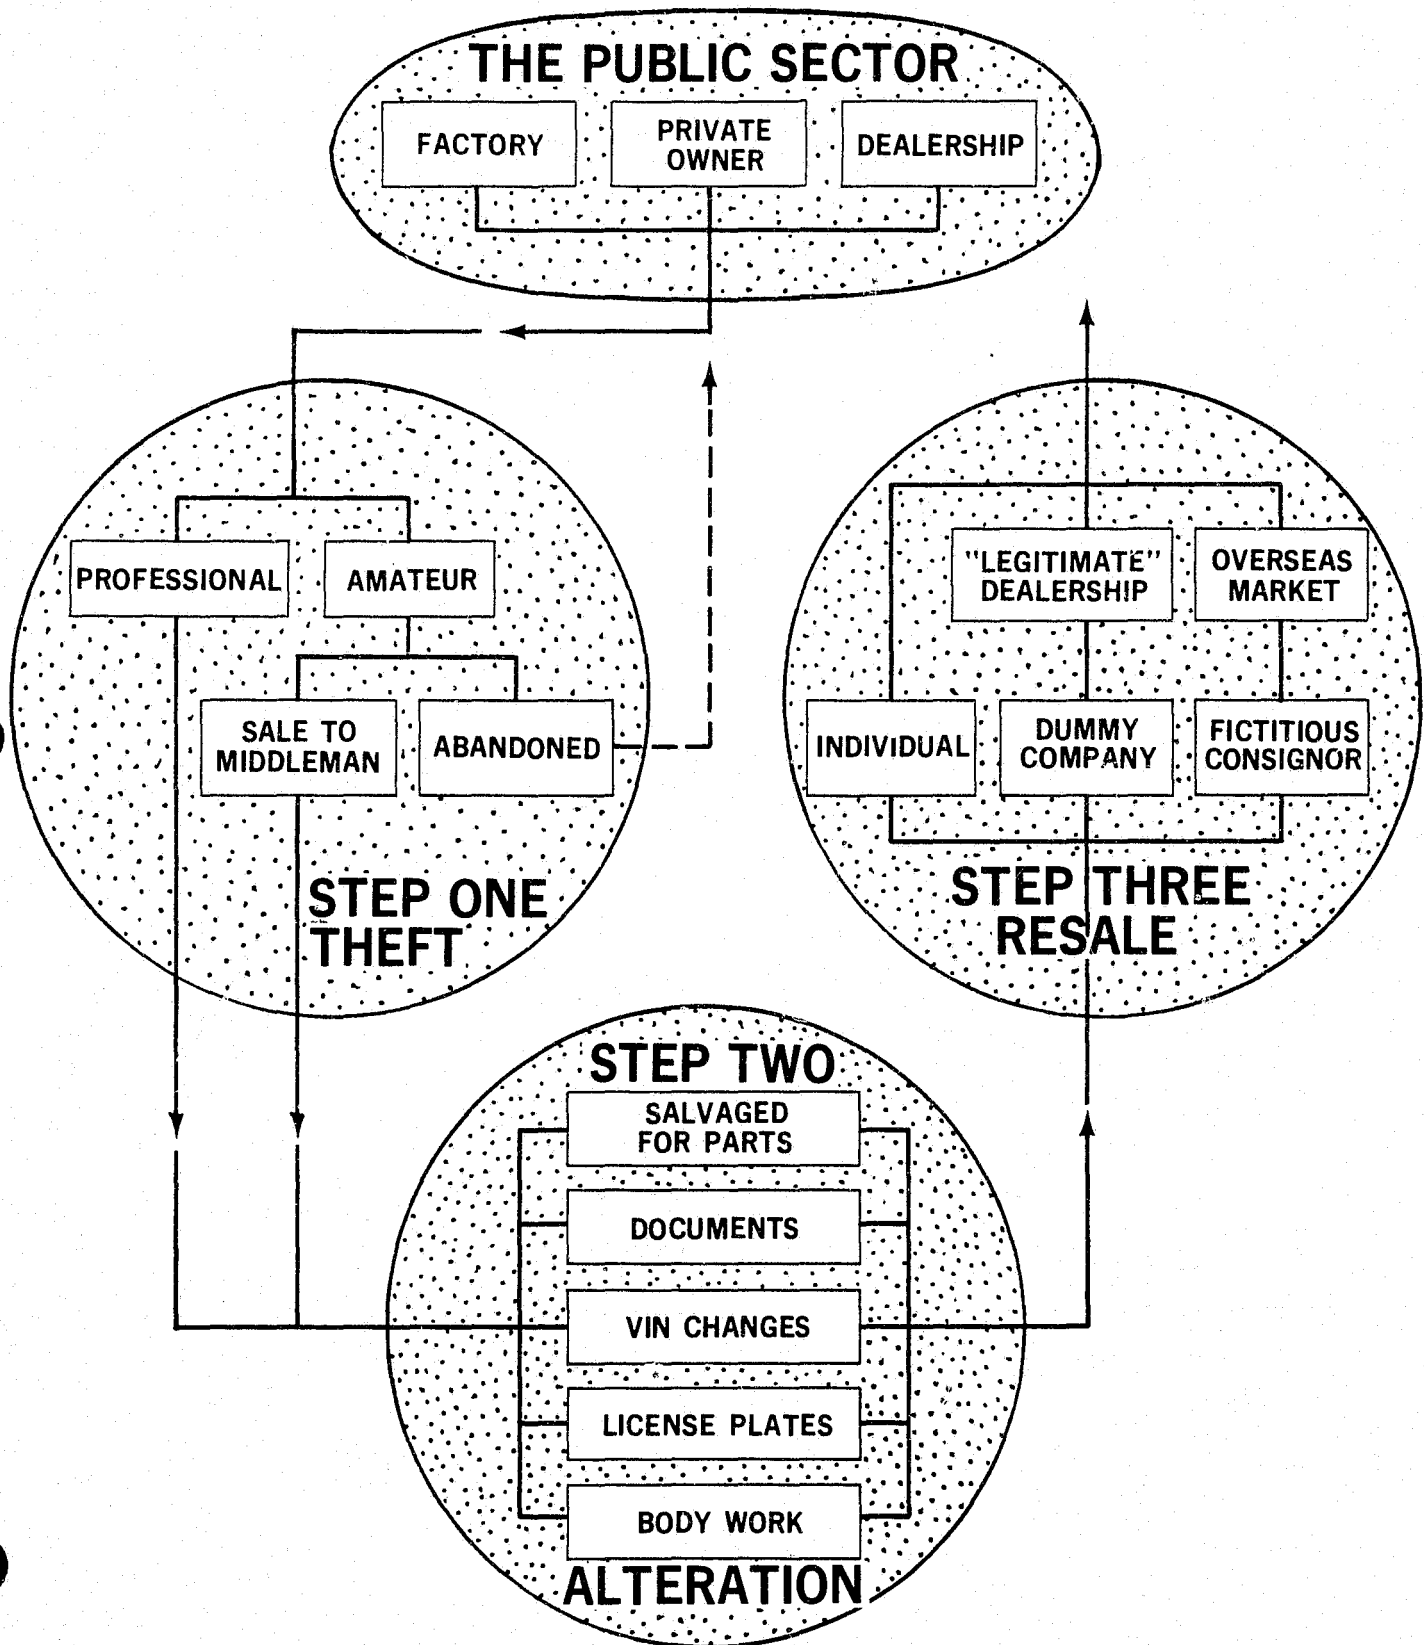 THE PUBLIC SECTOR
FACTORY
PRIVATE
OWNER
DEALERSHIP
PROFESSIONAL
AMATEUR
SALE TO
MIDDLEMAN
ABANDONED
STEP ONE
THEFT
"LEGITIMATE"
DEALERSHIP
OVERSEAS
MARKET
INDIVIDUAL
DUMMY
COMPANY
FICTITIOUS
CONSIGNOR
STEP THREE
RESALE
STEP TWO
SALVAGED
FOR PARTS
DOCUMENTS
VIN CHANGES
LICENSE PLATES
BODY WORK
ALTERATION